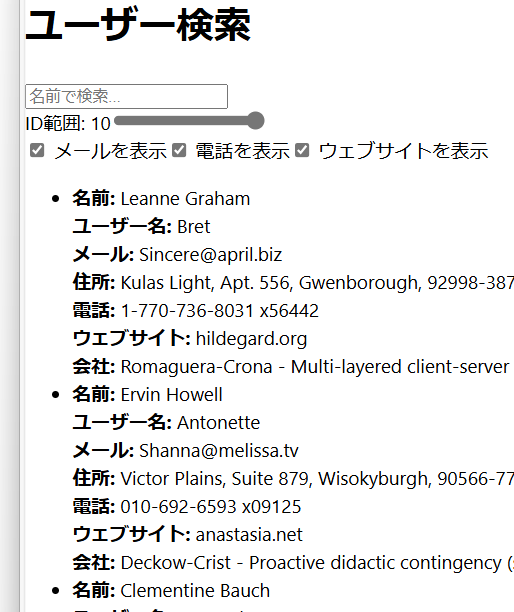 ユーザー検索
名前で検索...
ID範囲: 10
メールを表示 電話を表示 ウェブサイトを表示
名前: Leanne Graham
ユーザー名: Bret
メール: Sincere@april.biz
住所: Kulas Light, Apt. 556, Gwenborough, 92998-387
電話: 1-770-736-8031 x56442
ウェブサイト: hildegard.org
会社: Romaguera-Crona - Multi-layered client-server
名前: Ervin Howell
ユーザー名: Antonette
メール: Shanna@melissa.tv
住所: Victor Plains, Suite 879, Wisokyburgh, 90566-77
電話: 010-692-6593 x09125
ウェブサイト: anastasia.net
会社: Deckow-Crist - Proactive didactic contingency (
名前: Clementine Bauch